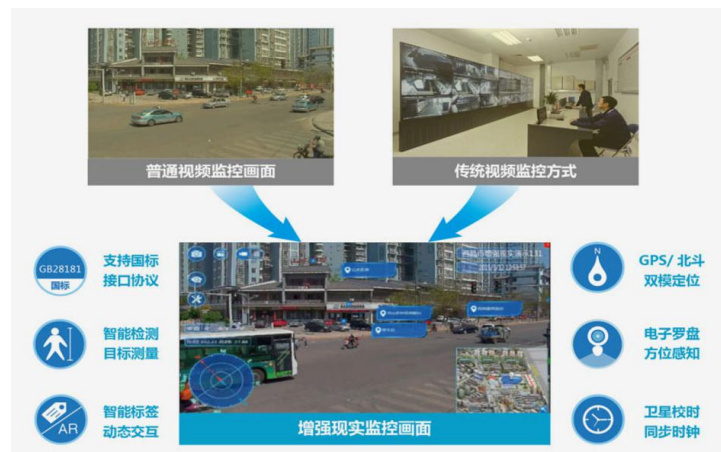 普通视频监控画面
传统视频监控方式
GB28181
国标
支持国标
接口协议
智能检测
目标测量
AR
智能标签
动态交互
增强现实监控画面
N
GPS/ 北斗
双模定位
电子罗盘
方位感知
卫星校时
同步时钟